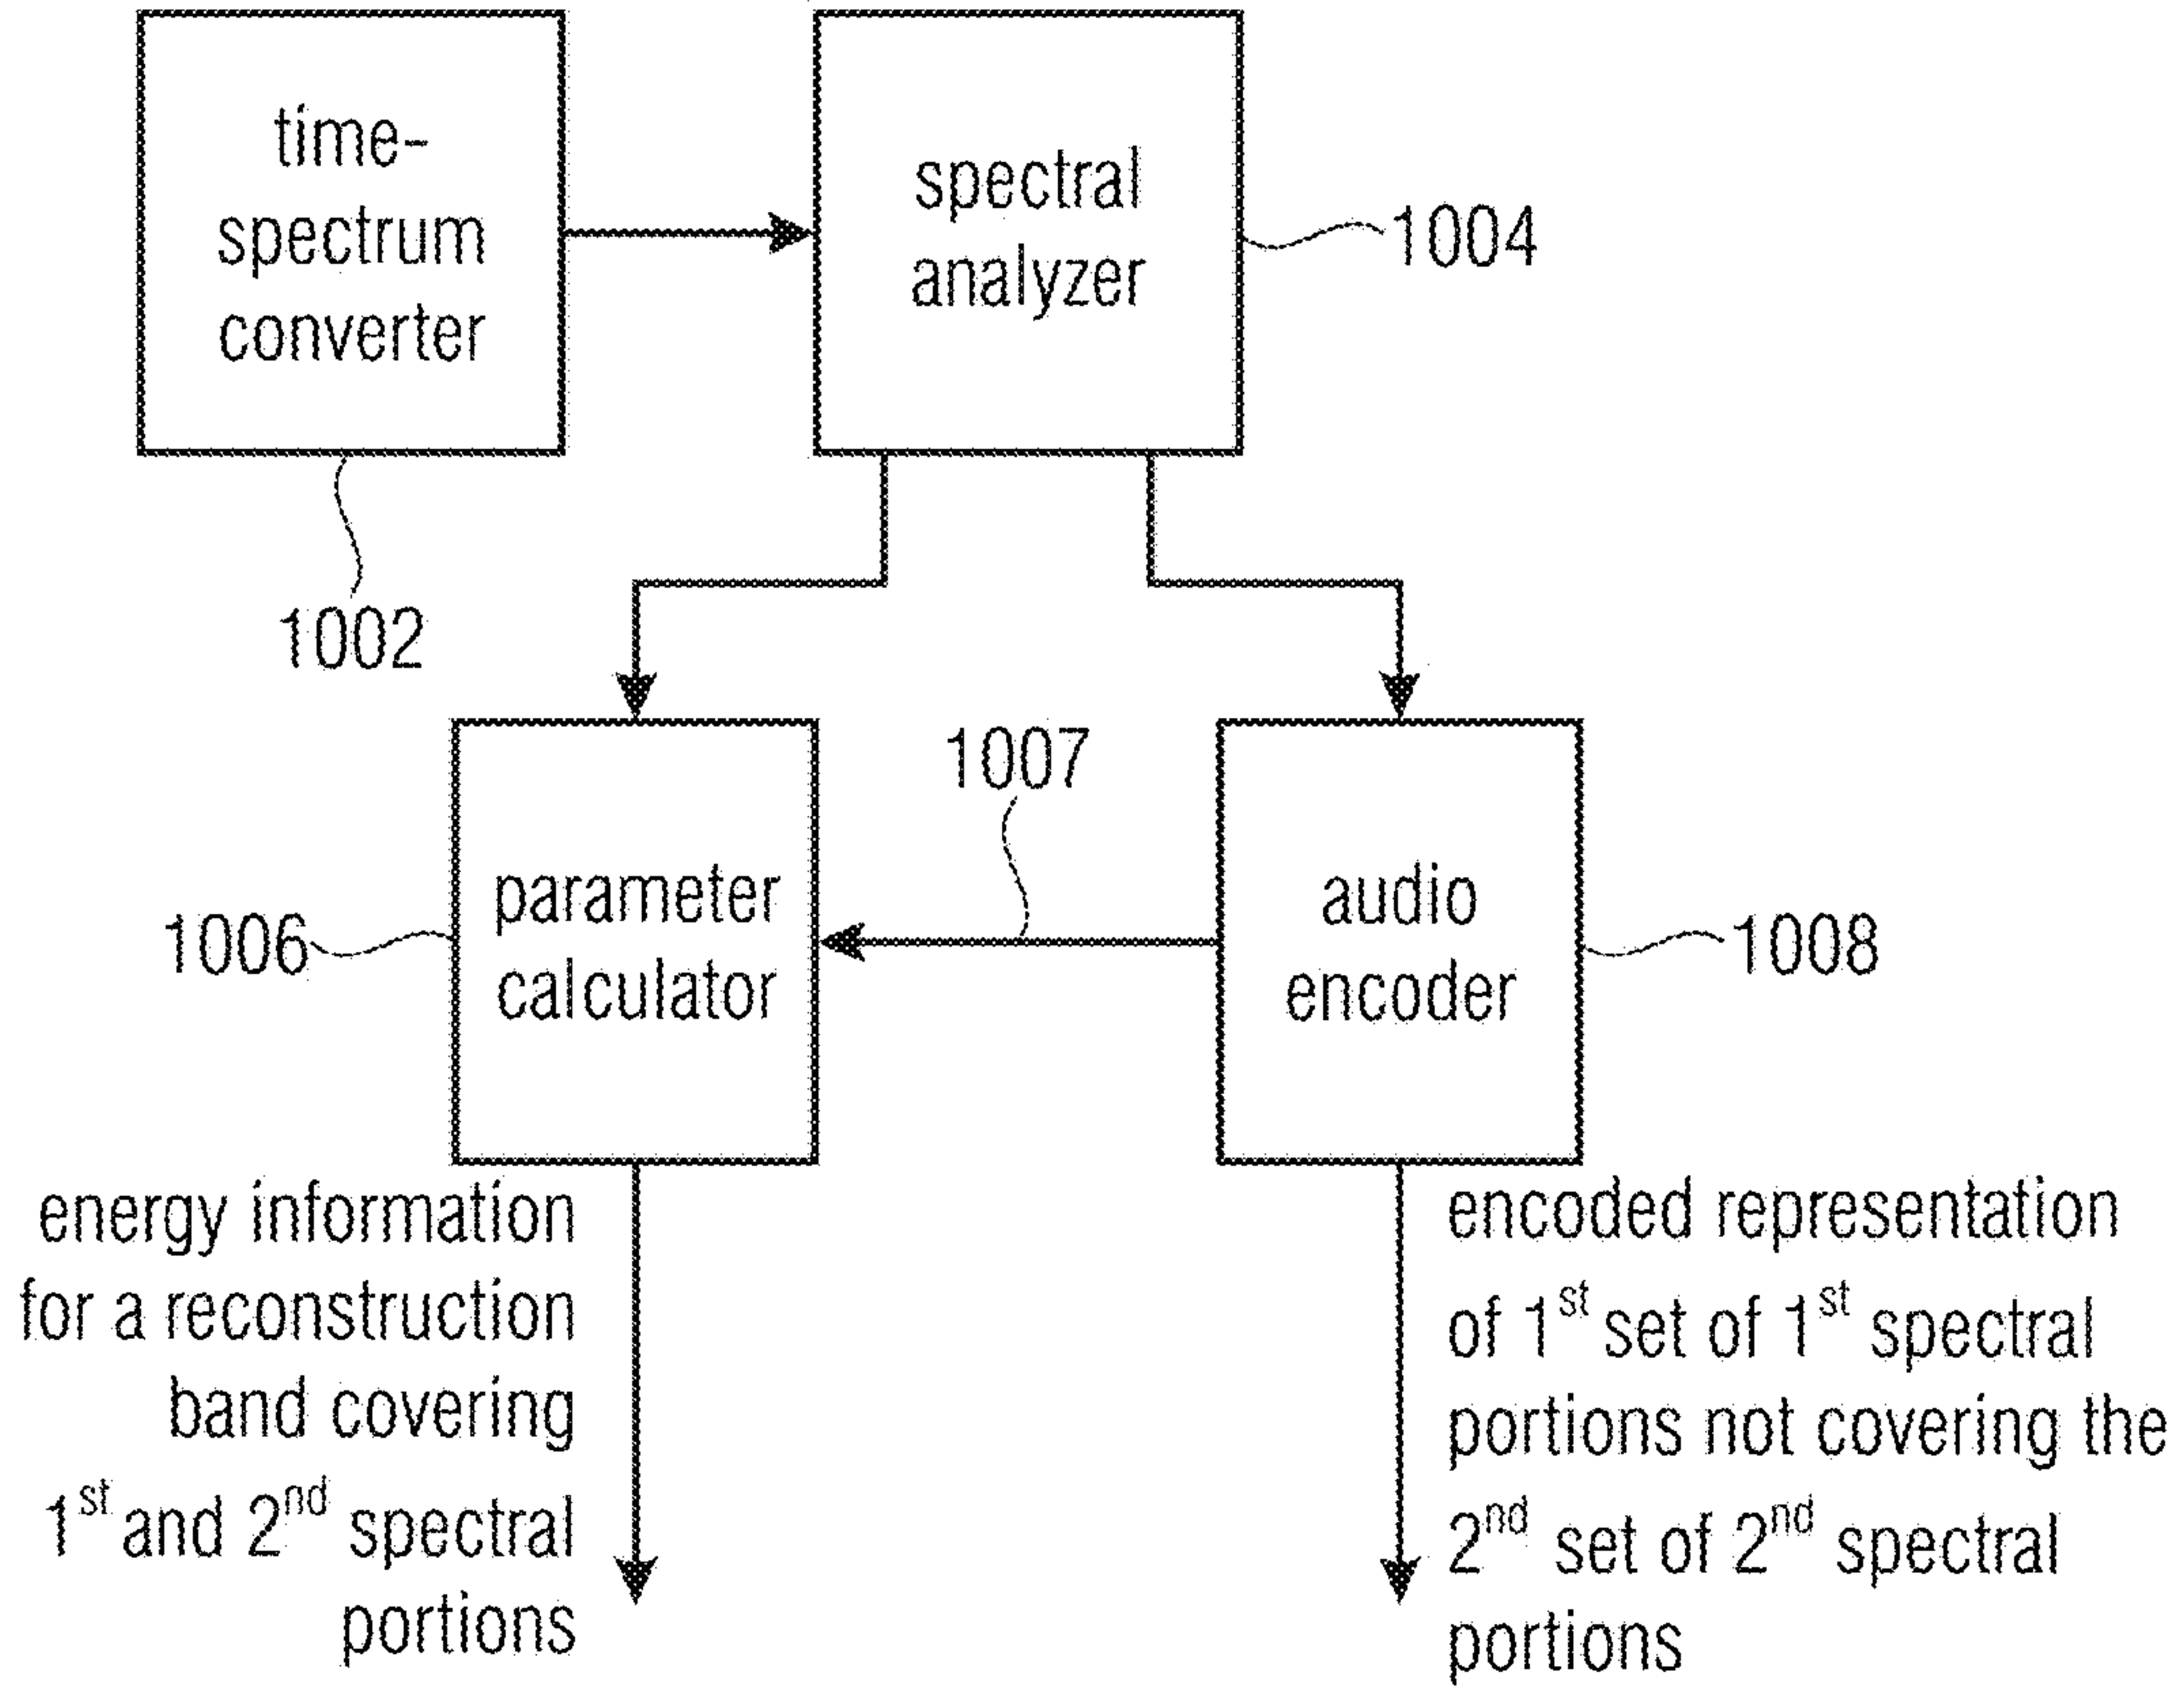 time-
spectrum
converter
spectral
analyzer
1004
1002
1007
parameter
calculator
1006
audio
encoder
1008
energy information
for a reconstruction
band covering
1st and 2nd spectral
portions
encoded representation
of 1st set of 1st spectral
portions not covering the
2nd set of 2nd spectral
portions